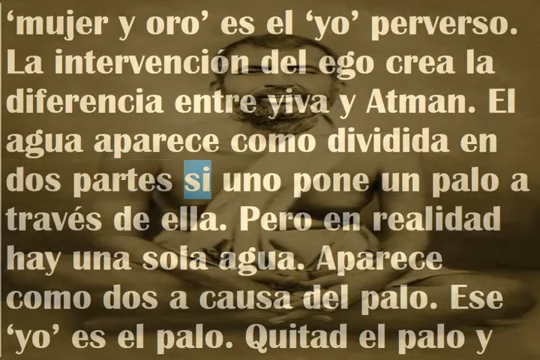 ‘mujer y oro’ es el ‘yo’ perverso.
La intervención del ego crea la
diferencia entre yiva y Atman. El
agua aparece como dividida en
dos partes si uno pone un palo a
través de ella. Pero en realidad
hay una sola agua. Aparece
como dos a causa del palo. Ese
‘yo’ es el palo. Quitad el palo y